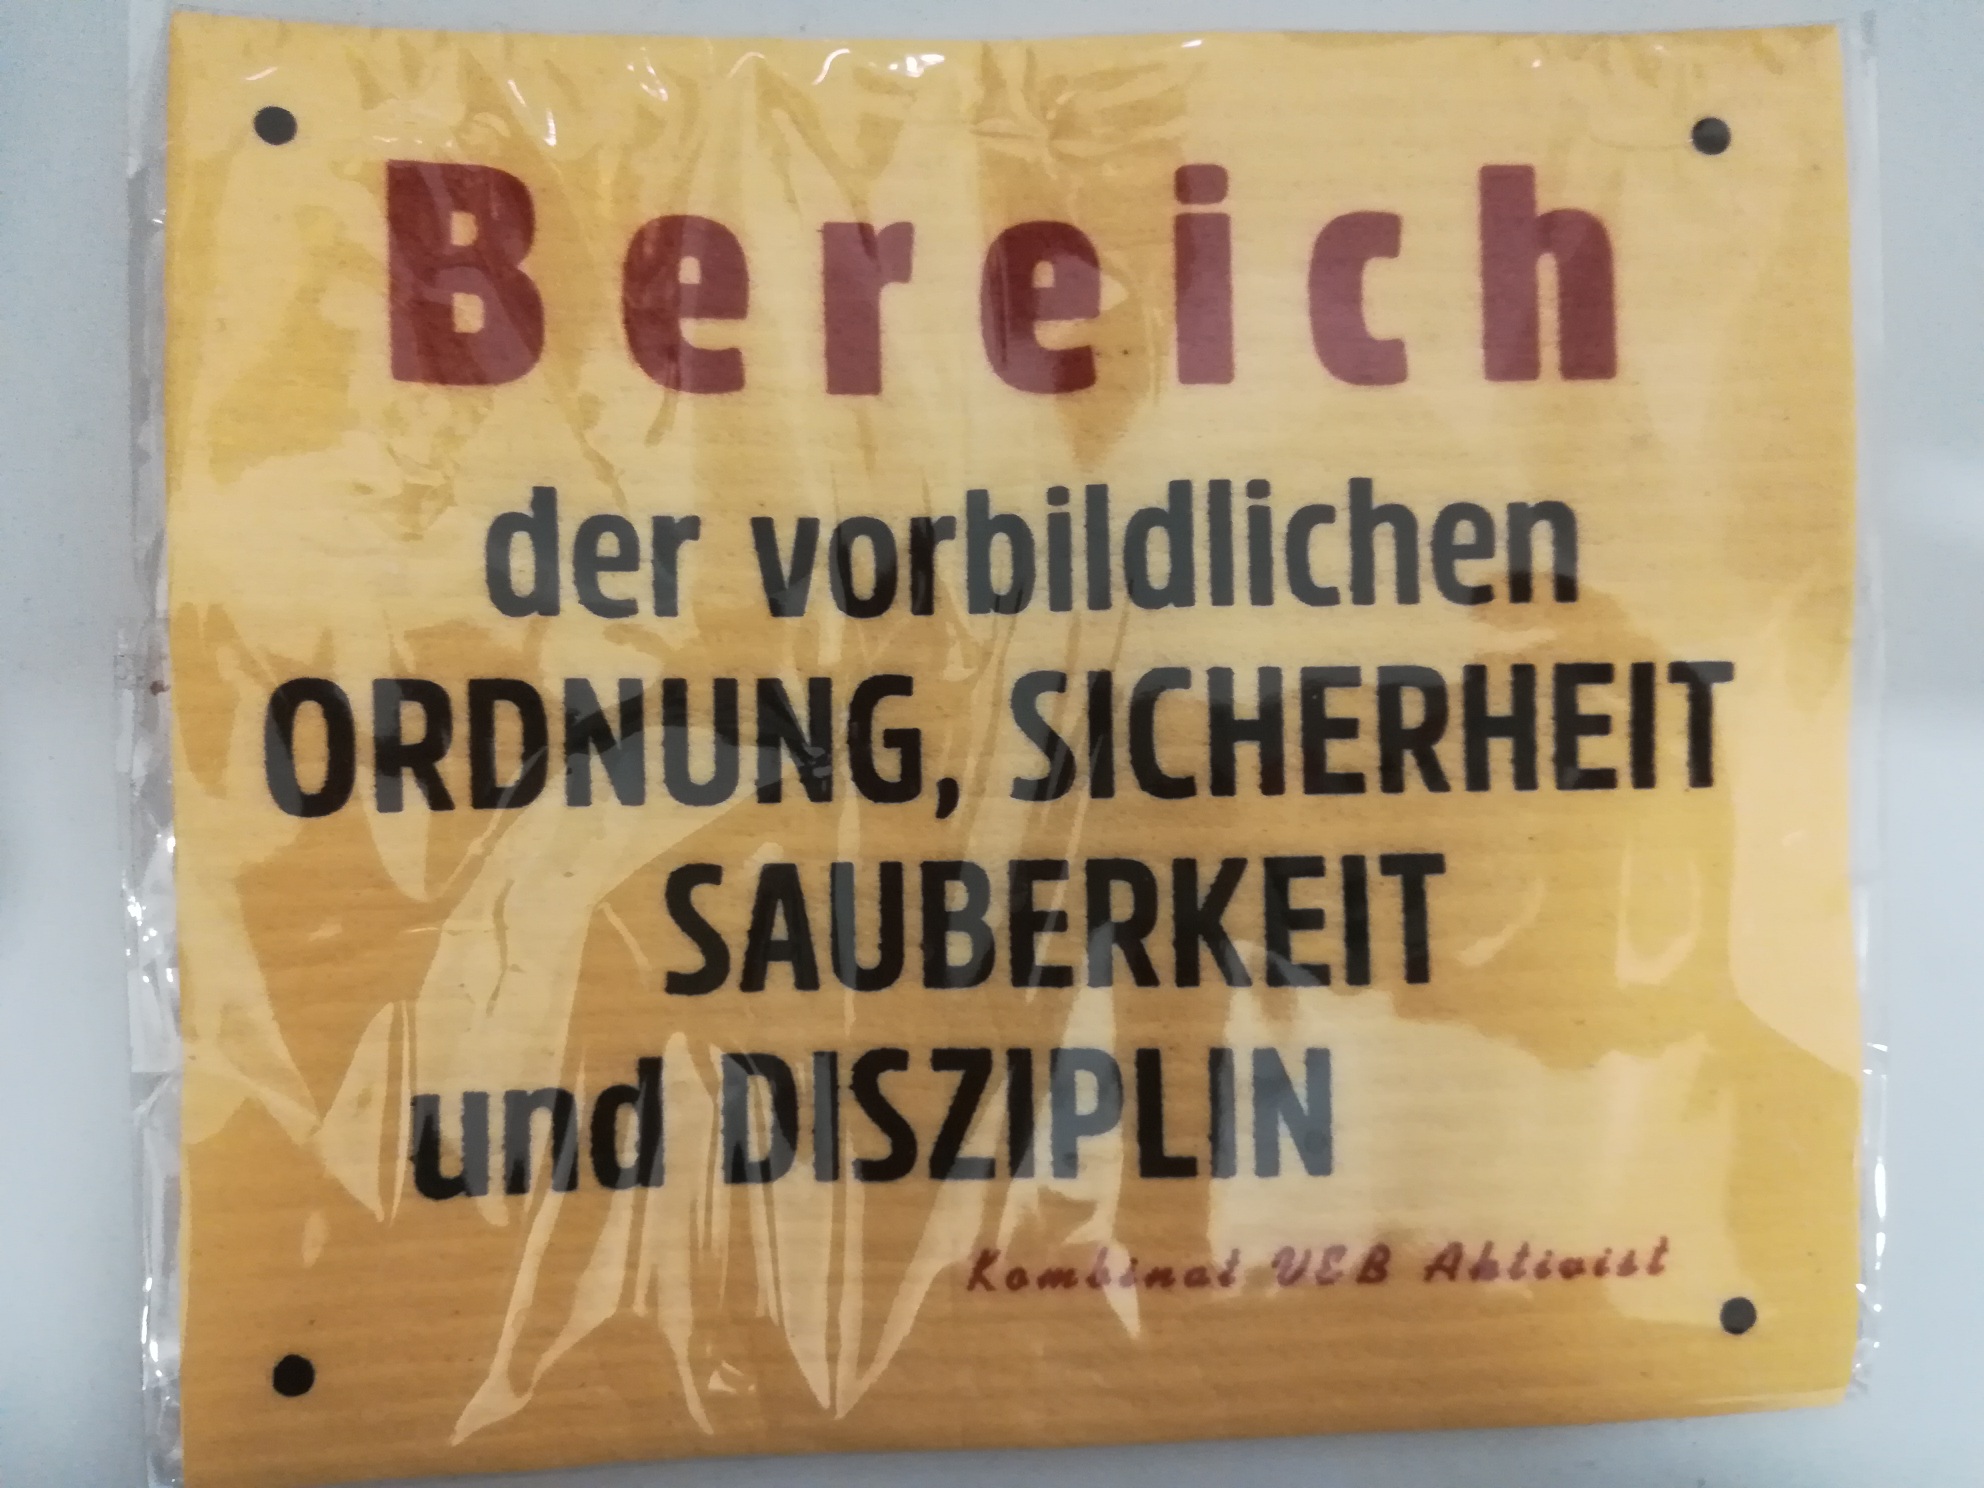 Bereich
der vorbildlichen
ORDNUNG, SICHERHEIT
SAUBERKEIT
und DISZIPLIN
Kombinat VEB Aktivist